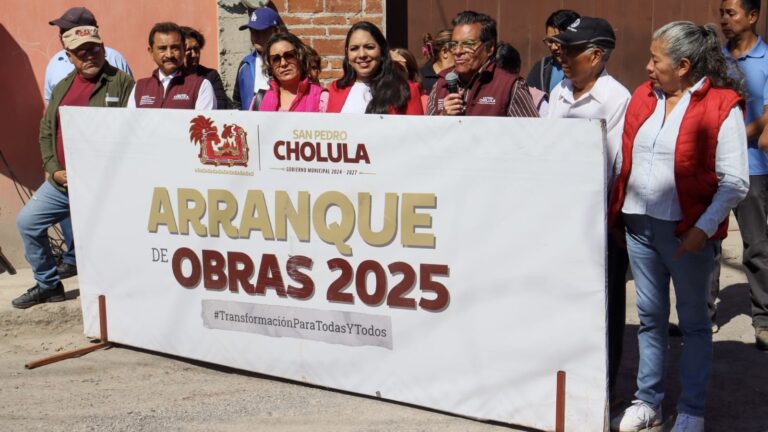 SAN PEDRO
CHOLULA
GOBIERNO MUNICIPAL 2024 - 2027
ARRANQUE
DE OBRAS 2025
#TransformaciónParaTodasYTodos